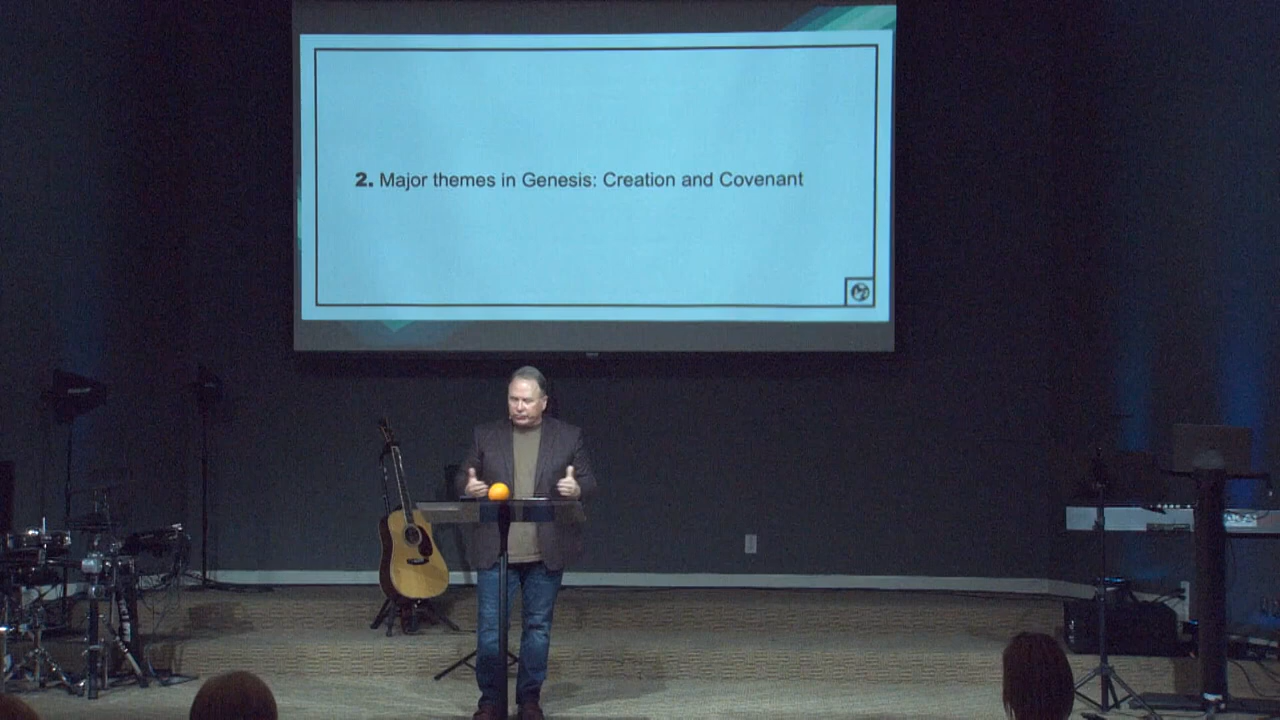 2. Major themes in Genesis: Creation and Covenant